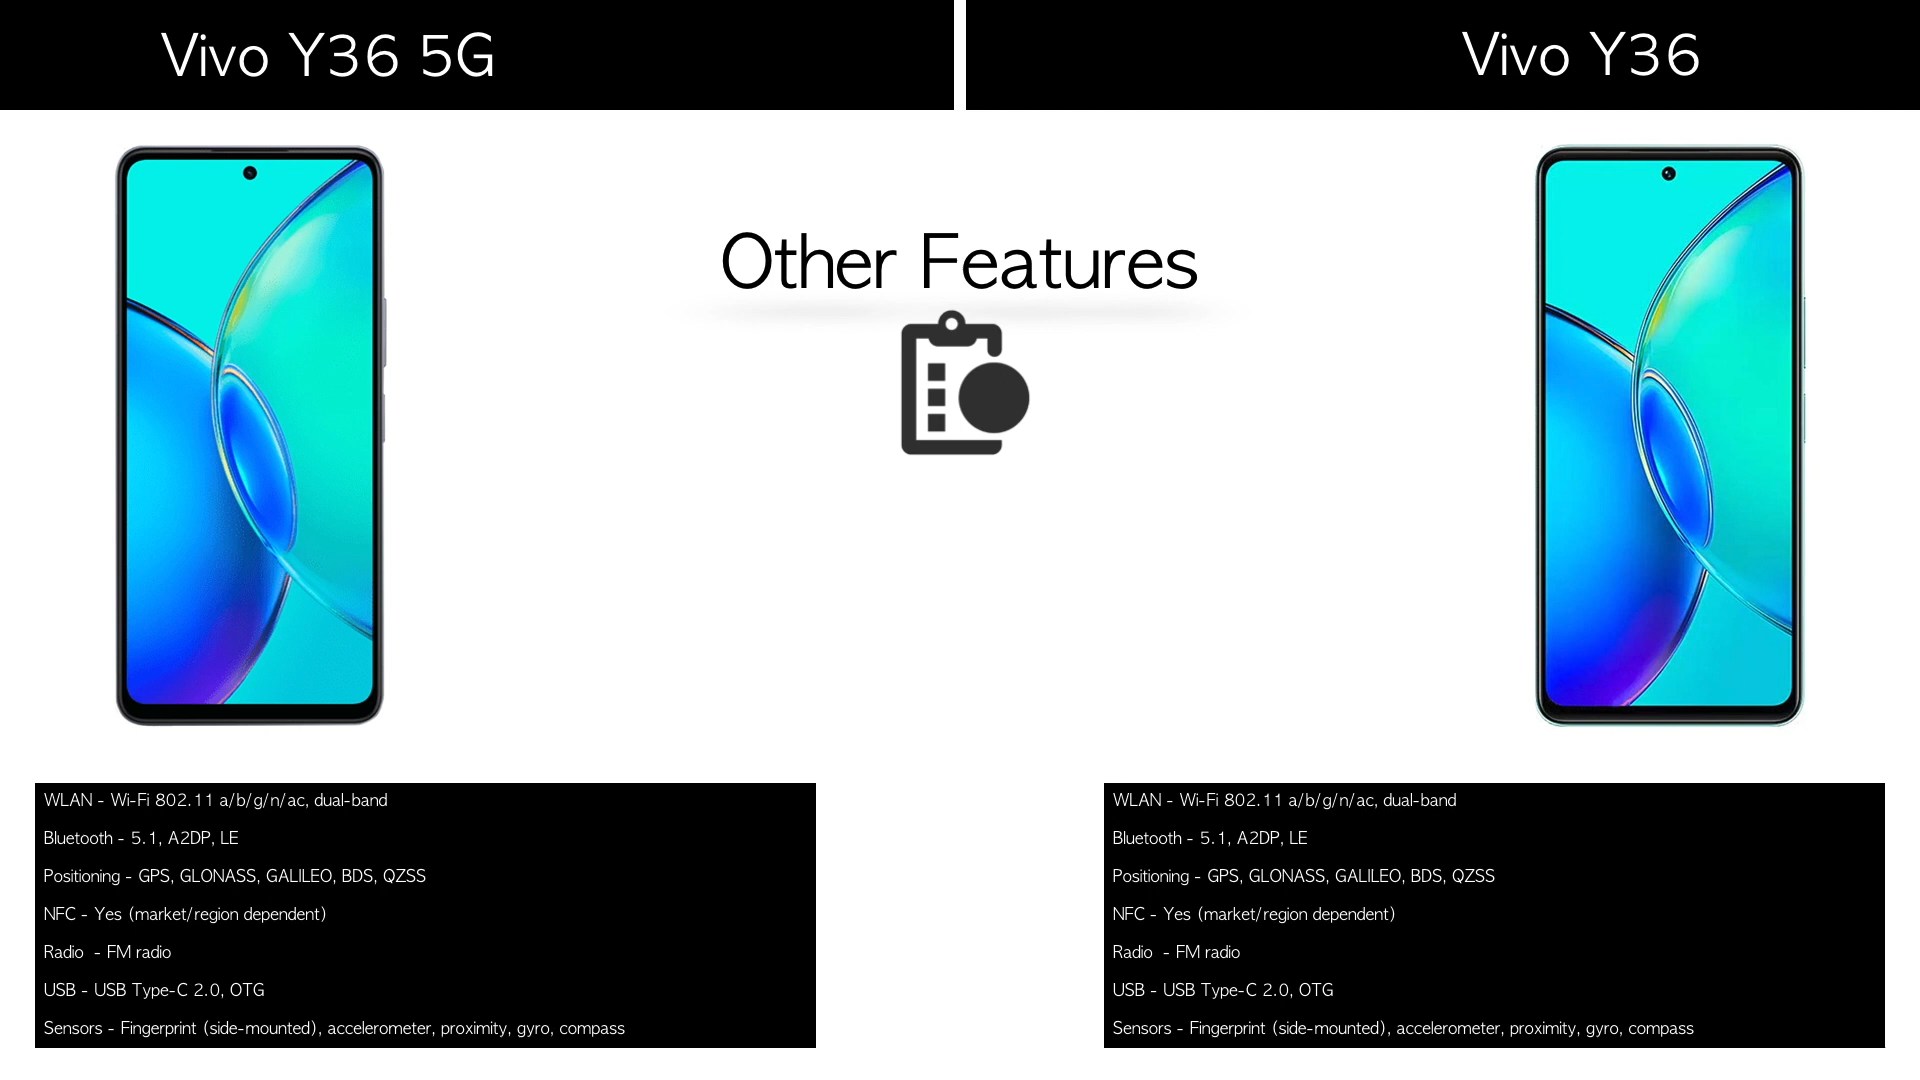 Vivo Y36 5G
Vivo Y36
Other Features
WLAN - Wi-Fi 802.11 a/b/g/n/ac, dual-band
Bluetooth - 5.1, A2DP, LE
Positioning - GPS, GLONASS, GALILEO, BDS, QZSS
NFC - Yes (market/region dependent)
Radio  - FM radio
USB - USB Type-C 2.0, OTG
Sensors - Fingerprint (side-mounted), accelerometer, proximity, gyro, compass
WLAN - Wi-Fi 802.11 a/b/g/n/ac, dual-band
Bluetooth - 5.1, A2DP, LE
Positioning - GPS, GLONASS, GALILEO, BDS, QZSS
NFC - Yes (market/region dependent)
Radio  - FM radio
USB - USB Type-C 2.0, OTG
Sensors - Fingerprint (side-mounted), accelerometer, proximity, gyro, compass